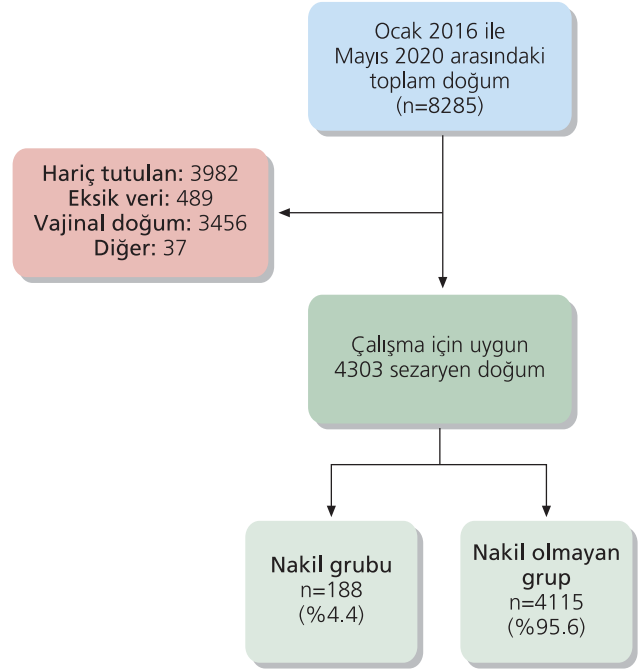 Ocak 2016 ile
Mayıs 2020 arasındaki
toplam doğum
(n=8285)
Hariç tutulan: 3982
Eksik veri: 489
Vajinal doğum: 3456
Diğer: 37
Çalışma için uygun
4303 sezaryen doğum
Nakil grubu
n=188
(%4.4)
Nakil olmayan
grup
n=4115
(%95.6)